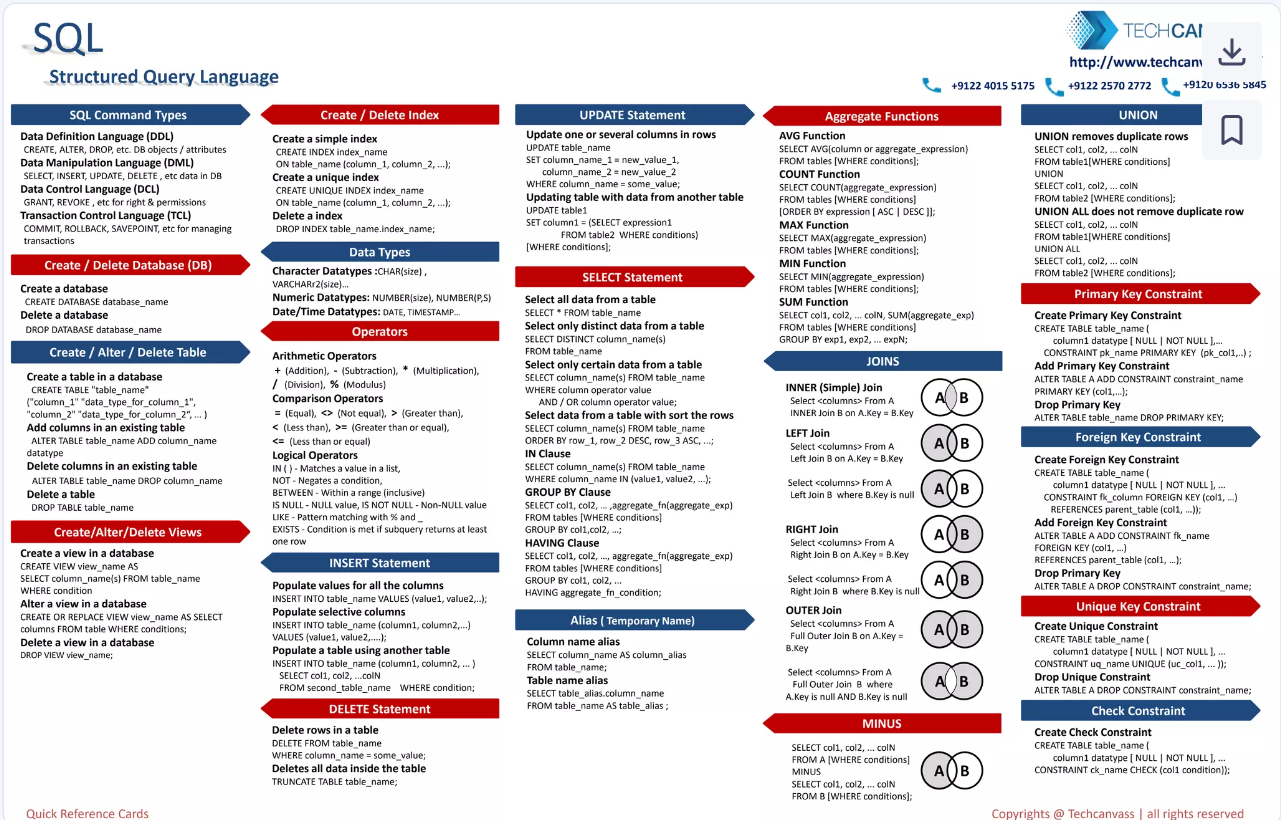 SQL
Structured Query Language
TECHCAN
http://www.techcanv
+9122 4015 5175
+9122 2570 2772
+9120 6536 5845
SQL Command Types
Data Definition Language (DDL)
CREATE, ALTER, DROP, etc. DB objects / attributes
Data Manipulation Language (DML)
SELECT, INSERT, UPDATE, DELETE , etc data in DB
Data Control Language (DCL)
GRANT, REVOKE , etc for right & permissions
Transaction Control Language (TCL)
COMMIT, ROLLBACK, SAVEPOINT, etc for managing
transactions
Create / Delete Database (DB)
Create a database
CREATE DATABASE database_name
Delete a database
DROP DATABASE database_name
Create / Alter / Delete Table
Create a table in a database
CREATE TABLE "table_name"
("column_1" "data_type_for_column_1",
"column_2" "data_type_for_column_2“, ... )
Add columns in an existing table
ALTER TABLE table_name ADD column_name
datatype
Delete columns in an existing table
ALTER TABLE table_name DROP column_name
Delete a table
DROP TABLE table_name
Create/Alter/Delete Views
Create a view in a database
CREATE VIEW view_name AS
SELECT column_name(s) FROM table_name
WHERE condition
Alter a view in a database
CREATE OR REPLACE VIEW view_name AS SELECT
columns FROM table WHERE conditions;
Delete a view in a database
DROP VIEW view_name;
Create / Delete Index
Create a simple index
CREATE INDEX index_name
ON table_name (column_1, column_2, ...);
Create a unique index
CREATE UNIQUE INDEX index_name
ON table_name (column_1, column_2, ...);
Delete a index
DROP INDEX table_name.index_name;
Data Types
Character Datatypes :CHAR(size) ,
VARCHARr2(size)...
Numeric Datatypes: NUMBER(size), NUMBER(P,S)
Date/Time Datatypes: DATE, TIMESTAMP...
Operators
Arithmetic Operators
+ (Addition), - (Subtraction), * (Multiplication),
/ (Division), % (Modulus)
Comparison Operators
= (Equal), <> (Not equal), > (Greater than),
< (Less than), >= (Greater than or equal),
<= (Less than or equal)
Logical Operators
IN ( ) - Matches a value in a list,
NOT - Negates a condition,
BETWEEN - Within a range (inclusive)
IS NULL - NULL value, IS NOT NULL - Non-NULL value
LIKE - Pattern matching with % and _
EXISTS - Condition is met if subquery returns at least
one row
INSERT Statement
Populate values for all the columns
INSERT INTO table_name VALUES (value1, value2,..);
Populate selective columns
INSERT INTO table_name (column1, column2,...)
VALUES (value1, value2,....);
Populate a table using another table
INSERT INTO table_name (column1, column2, ... )
SELECT col1, col2, ...colN
FROM second_table_name WHERE condition;
DELETE Statement
Delete rows in a table
DELETE FROM table_name
WHERE column_name = some_value;
Deletes all data inside the table
TRUNCATE TABLE table_name;
UPDATE Statement
Update one or several columns in rows
UPDATE table_name
SET column_name_1 = new_value_1,
column_name_2 = new_value_2
WHERE column_name = some_value;
Updating table with data from another table
UPDATE table1
SET column1 = (SELECT expression1
FROM table2 WHERE conditions)
[WHERE conditions];
SELECT Statement
Select all data from a table
SELECT * FROM table_name
Select only distinct data from a table
SELECT DISTINCT column_name(s)
FROM table_name
Select only certain data from a table
SELECT column_name(s) FROM table_name
WHERE column operator value
AND / OR column operator value;
Select data from a table with sort the rows
SELECT column_name(s) FROM table_name
ORDER BY row_1, row_2 DESC, row_3 ASC, ...;
IN Clause
SELECT column_name(s) FROM table_name
WHERE column_name IN (value1, value2, ...);
GROUP BY Clause
SELECT col1, col2, ... ,aggregate_fn(aggregate_exp)
FROM tables [WHERE conditions]
GROUP BY col1,col2, ...;
HAVING Clause
SELECT col1, col2, ..., aggregate_fn(aggregate_exp)
FROM tables [WHERE conditions]
GROUP BY col1, col2, ...
HAVING aggregate_fn_condition;
Alias ( Temporary Name)
Column name alias
SELECT column_name AS column_alias
FROM table_name;
Table name alias
SELECT table_alias.column_name
FROM table_name AS table_alias ;
Aggregate Functions
AVG Function
SELECT AVG(column or aggregate_expression)
FROM tables [WHERE conditions];
COUNT Function
SELECT COUNT(aggregate_expression)
FROM tables [WHERE conditions]
[ORDER BY expression [ ASC | DESC ]];
MAX Function
SELECT MAX(aggregate_expression)
FROM tables [WHERE conditions];
MIN Function
SELECT MIN(aggregate_expression)
FROM tables [WHERE conditions];
SUM Function
SELECT col1, col2, ... colN, SUM(aggregate_exp)
FROM tables [WHERE conditions]
GROUP BY exp1, exp2, ... expN;
JOINS
INNER (Simple) Join
Select <columns> From A
INNER Join B on A.Key = B.Key
A B
LEFT Join
Select <columns> From A
Left Join B on A.Key = B.Key
A B
Select <columns> From A
Left Join B where B.Key is null
A B
RIGHT Join
Select <columns> From A
Right Join B on A.Key = B.Key
A B
Select <columns> From A
Right Join B where B.Key is null
A B
OUTER Join
Select <columns> From A
Full Outer Join B on A.Key =
B.Key
A B
Select <columns> From A
Full Outer Join B where
A.Key is null AND B.Key is null
A B
MINUS
SELECT col1, col2, ... colN
FROM A [WHERE conditions]
MINUS
SELECT col1, col2, ... colN
FROM B [WHERE conditions];
A B
UNION
UNION removes duplicate rows
SELECT col1, col2, ... colN
FROM table1[WHERE conditions]
UNION
SELECT col1, col2, ... colN
FROM table2 [WHERE conditions];
UNION ALL does not remove duplicate row
SELECT col1, col2, ... colN
FROM table1[WHERE conditions]
UNION ALL
SELECT col1, col2, ... colN
FROM table2 [WHERE conditions];
Primary Key Constraint
Create Primary Key Constraint
CREATE TABLE table_name (
column1 datatype [ NULL | NOT NULL ],...
CONSTRAINT pk_name PRIMARY KEY (pk_col1,..) ;
Add Primary Key Constraint
ALTER TABLE A ADD CONSTRAINT constraint_name
PRIMARY KEY (col1,...);
Drop Primary Key
ALTER TABLE table_name DROP PRIMARY KEY;
Foreign Key Constraint
Create Foreign Key Constraint
CREATE TABLE table_name (
column1 datatype [ NULL | NOT NULL ], ...
CONSTRAINT fk_column FOREIGN KEY (col1, ...)
REFERENCES parent_table (col1, ...));
Add Foreign Key Constraint
ALTER TABLE A ADD CONSTRAINT fk_name
FOREIGN KEY (col1, ...)
REFERENCES parent_table (col1, ...);
Drop Primary Key
ALTER TABLE A DROP CONSTRAINT constraint_name;
Unique Key Constraint
Create Unique Constraint
CREATE TABLE table_name (
column1 datatype [ NULL | NOT NULL ], ...
CONSTRAINT uq_name UNIQUE (uc_col1, ... ));
Drop Unique Constraint
ALTER TABLE A DROP CONSTRAINT constraint_name;
Check Constraint
Create Check Constraint
CREATE TABLE table_name (
column1 datatype [ NULL | NOT NULL ], ...
CONSTRAINT ck_name CHECK (col1 condition));
Quick Reference Cards
Copyrights @ Techcanvass | all rights reserved